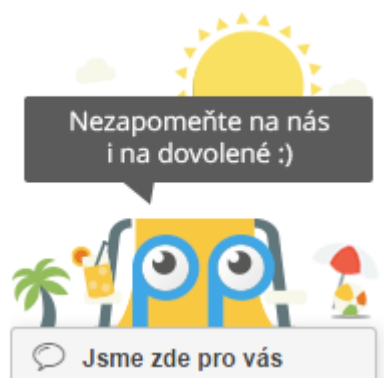 Nezapomeňte na nás
i na dovolené :)
Jsme zde pro vás